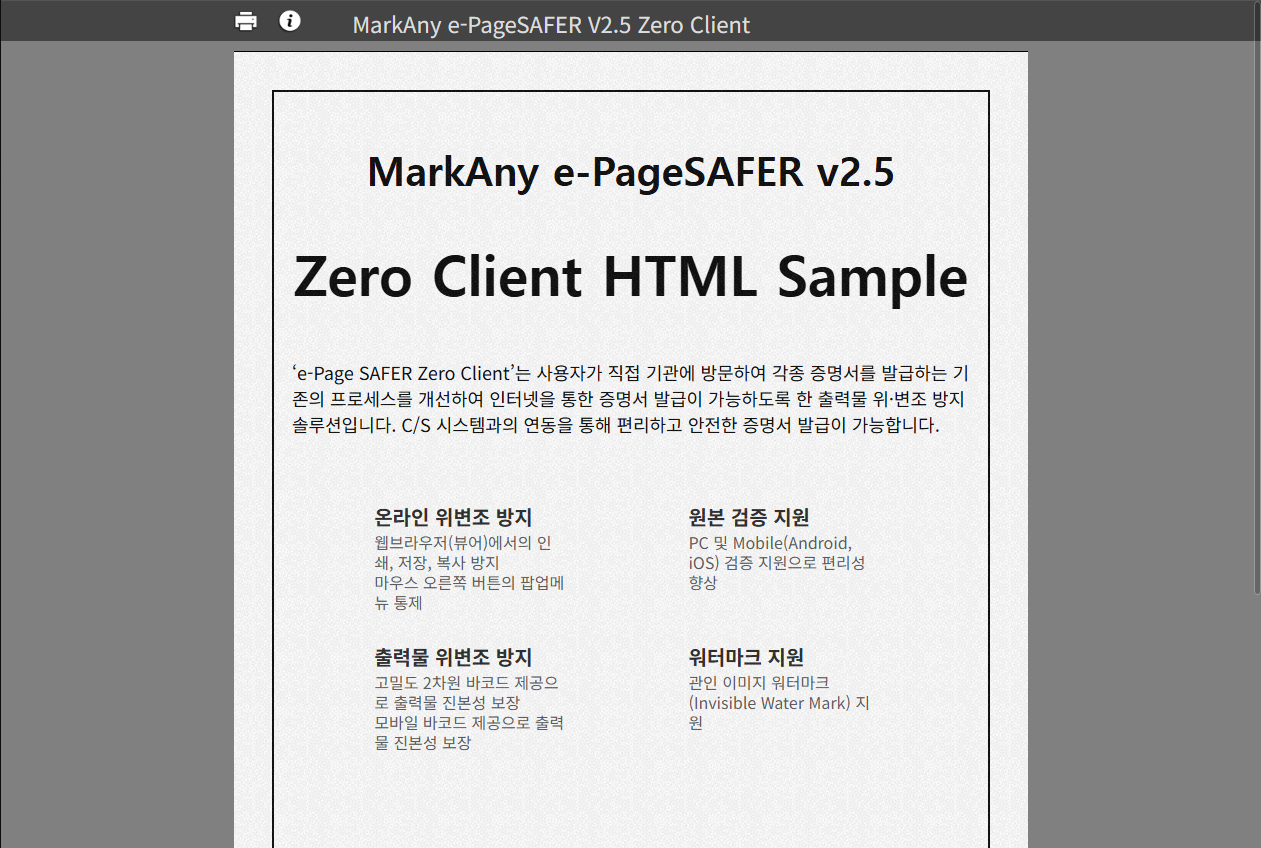 MarkAny e-PageSAFER V2.5 Zero Client
MarkAny e-PageSAFER v2.5
Zero Client HTML Sample
‘e-Page SAFER Zero Client’는 사용자가 직접 기관에 방문하여 각종 증명서를 발급하는 기
존의 프로세스를 개선하여 인터넷을 통한 증명서 발급이 가능하도록 한 출력물 위·변조 방지
솔루션입니다. C/S 시스템과의 연동을 통해 편리하고 안전한 증명서 발급이 가능합니다.
온라인 위변조 방지
웹브라우저(뷰어)에서의 인
쇄, 저장, 복사 방지
마우스 오른쪽 버튼의 팝업메
뉴 통제
원본 검증 지원
PC 및 Mobile(Android,
iOS) 검증 지원으로 편리성
향상
출력물 위변조 방지
고밀도 2차원 바코드 제공으
로 출력물 진본성 보장
모바일 바코드 제공으로 출력
물 진본성 보장
워터마크 지원
관인 이미지 워터마크
(Invisible Water Mark) 지
원